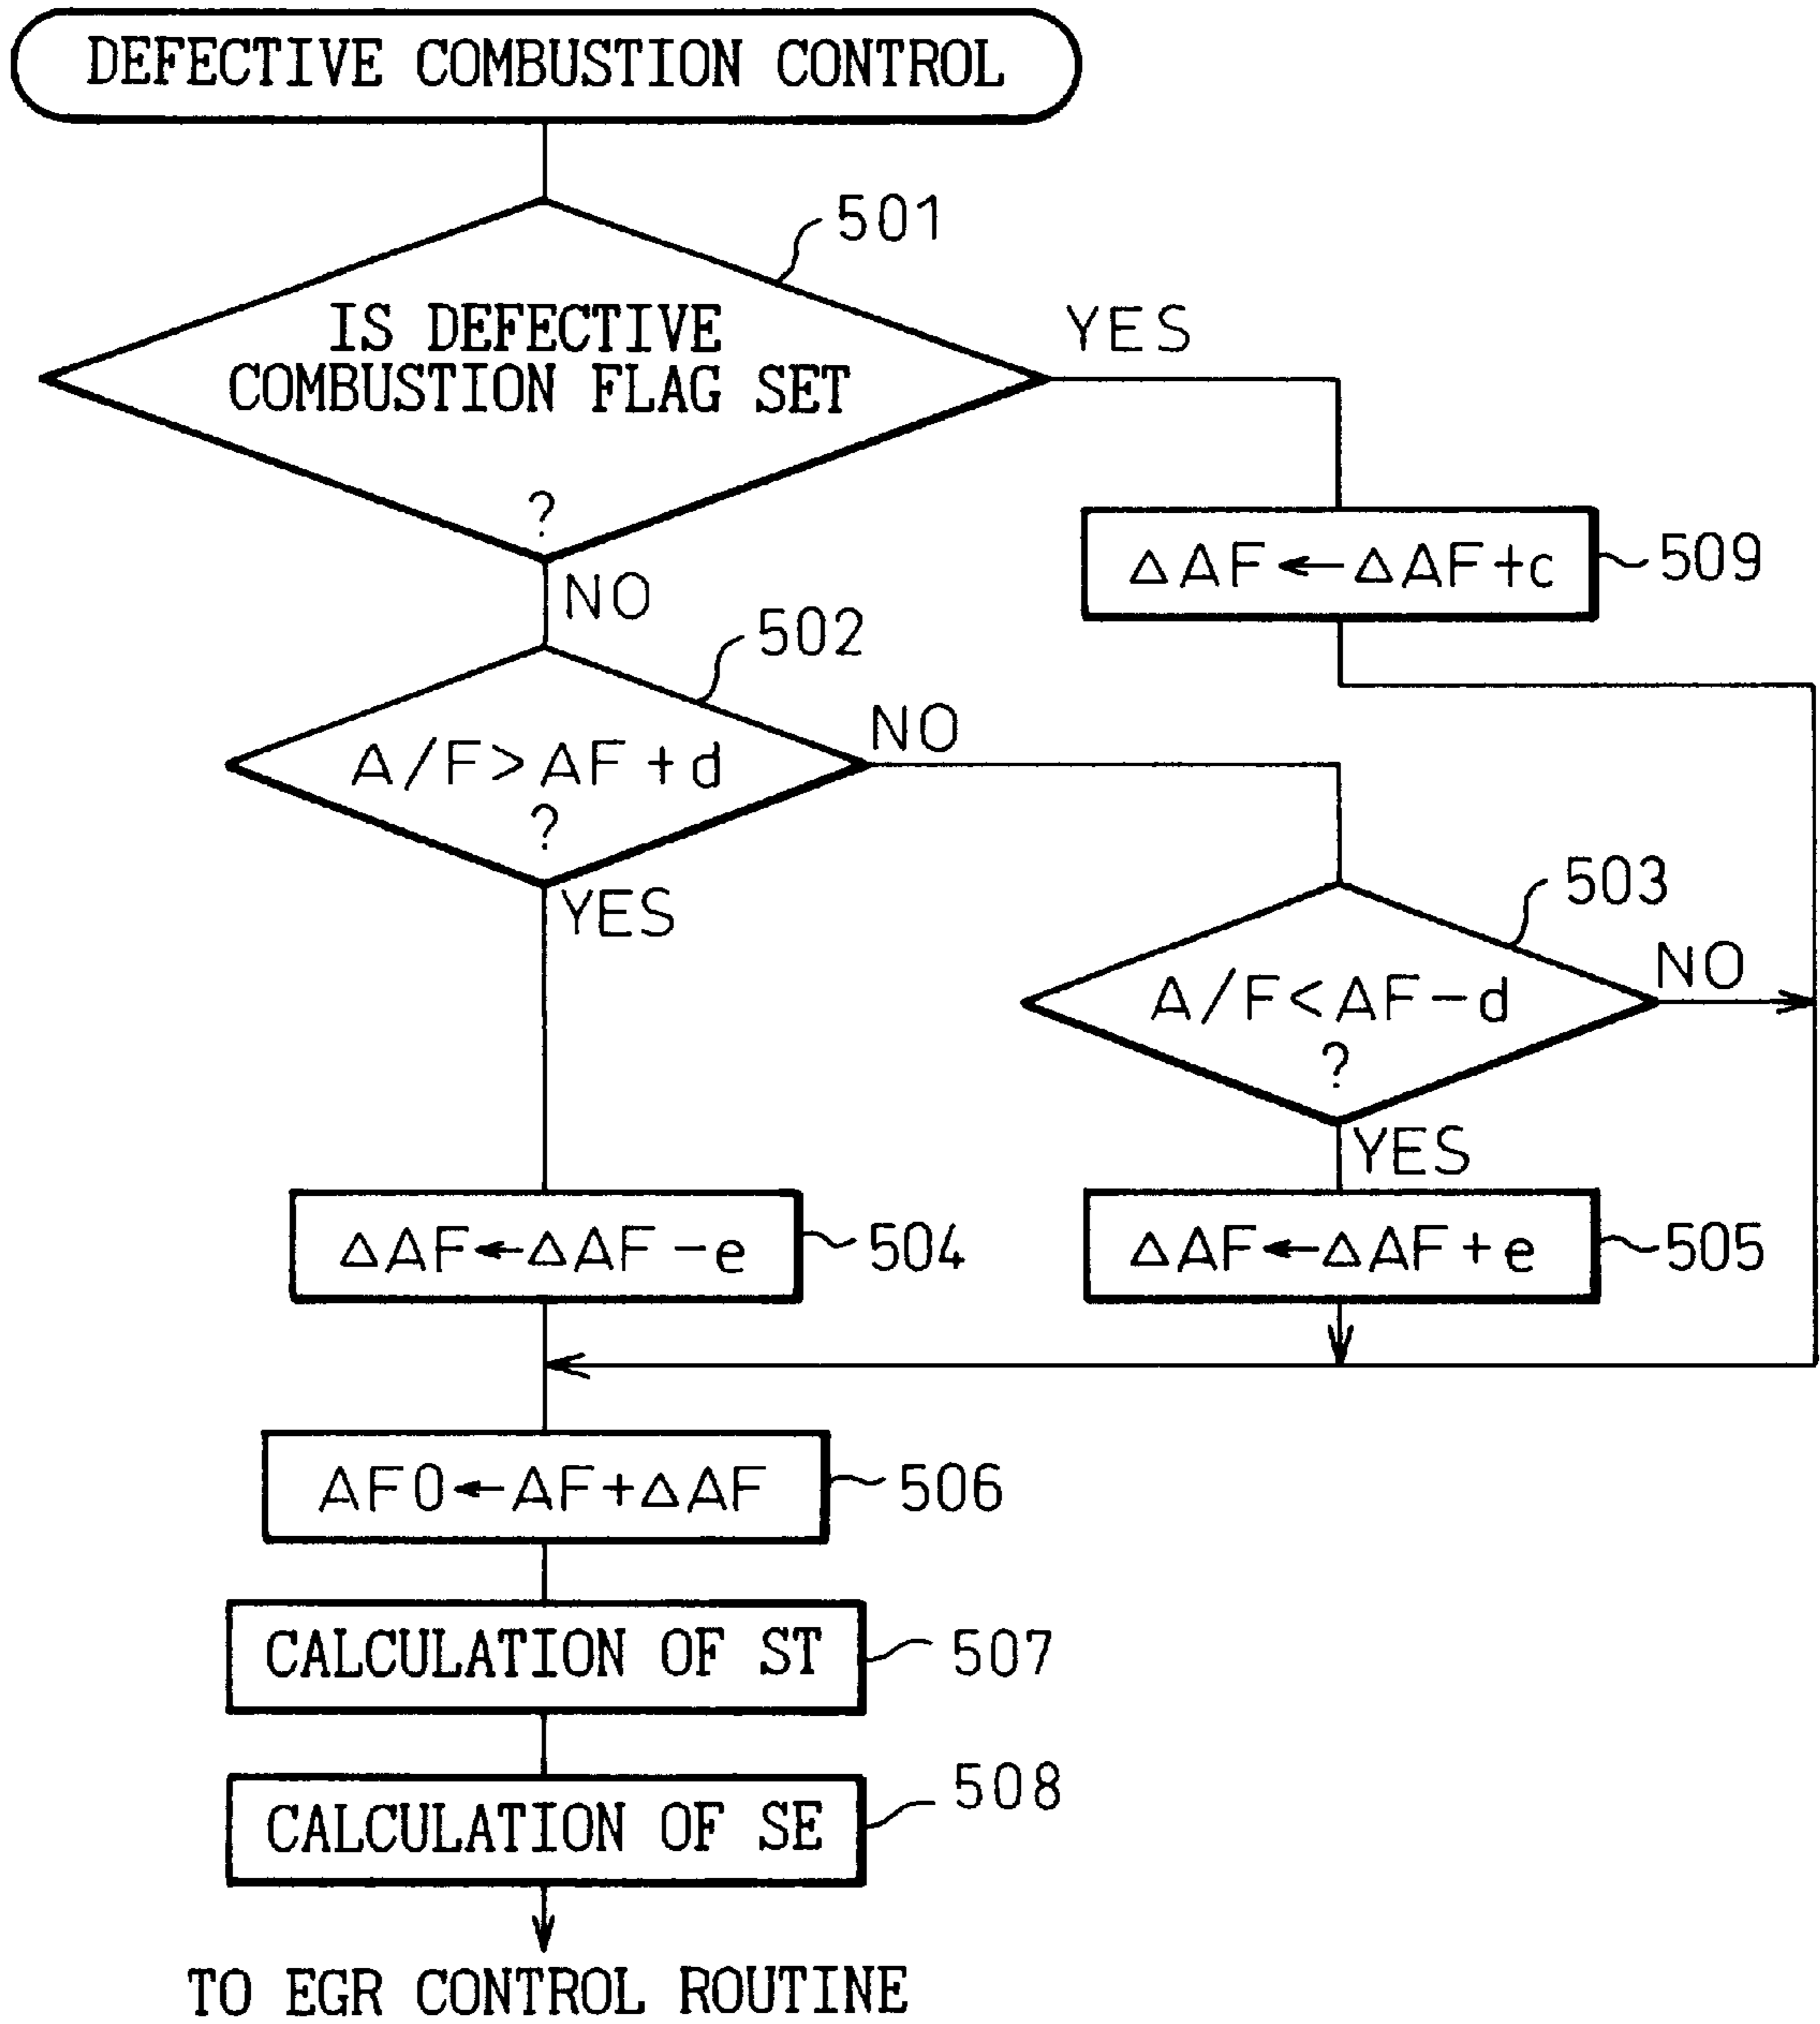 DEFECTIVE COMBUSTION CONTROL
501
IS DEFECTIVE
COMBUSTION FLAG SET
?
YES
NO
ΔAF←ΔAF+c
509
502
A/F>AF+d
?
NO
YES
503
A/F<AF-d
?
NO
YES
ΔAF←ΔAF-e
504
ΔAF←ΔAF+e
505
AF0←AF+ΔAF
506
CALCULATION OF ST
507
CALCULATION OF SE
508
TO EGR CONTROL ROUTINE